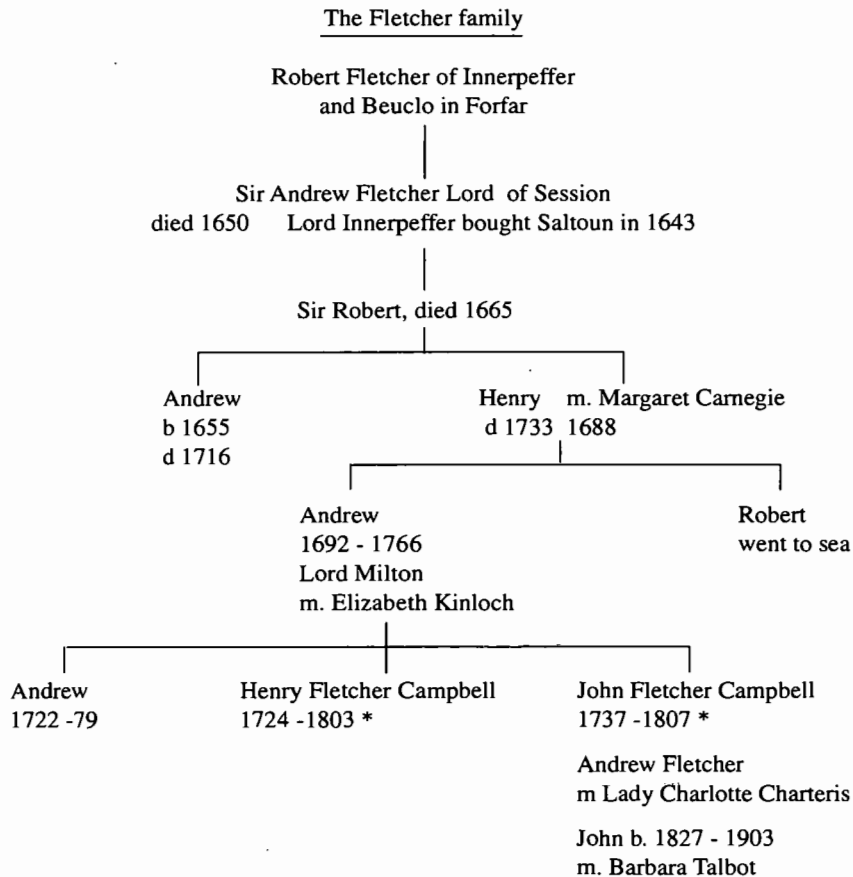 The Fletcher family
Robert Fletcher of Innerpeffer
and Beuclo in Forfar
Sir Andrew Fletcher Lord of Session
died 1650 Lord Innerpeffer bought Saltoun in 1643
Sir Robert, died 1665
Andrew
b 1655
d 1716
Henry m. Margaret Carnegie
d 1733 1688
Andrew
1692 - 1766
Lord Milton
m. Elizabeth Kinloch
Robert
went to sea
Andrew
1722 -79
Henry Fletcher Campbell
1724 -1803 *
John Fletcher Campbell
1737 -1807 *
Andrew Fletcher
m Lady Charlotte Charteris
John b. 1827 - 1903
m. Barbara Talbot